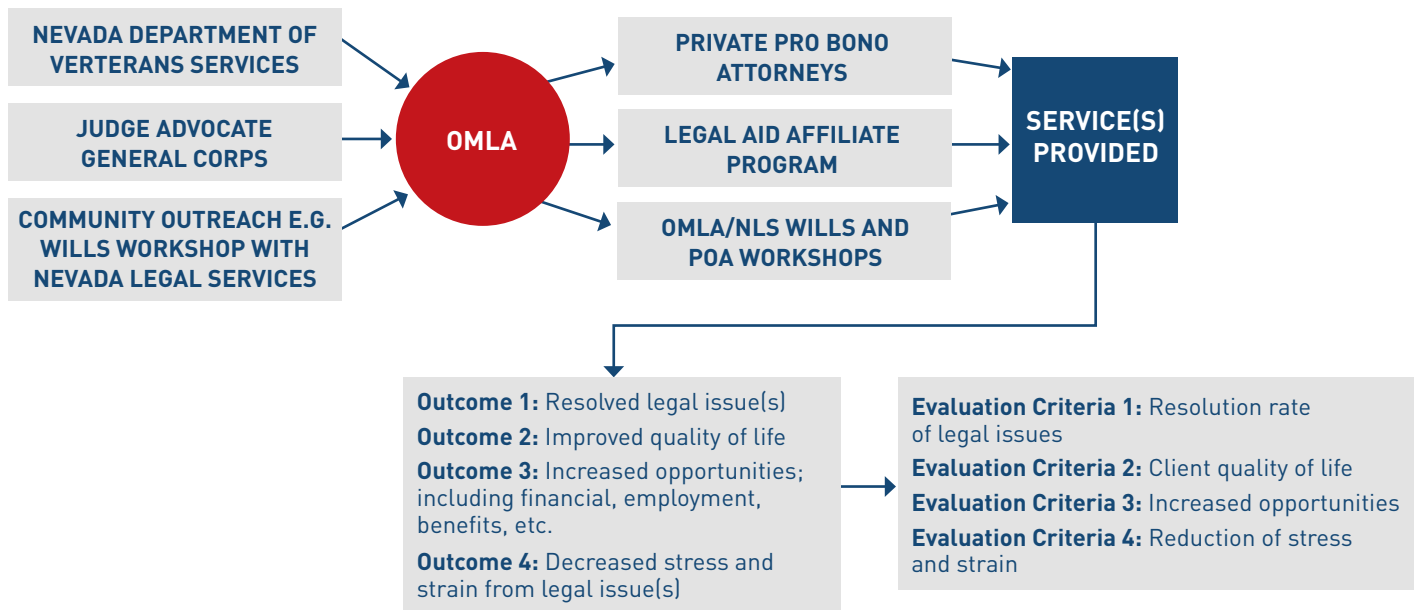 NEVADA DEPARTMENT OF
VERTERANS SERVICES
JUDGE ADVOCATE
GENERAL CORPS
COMMUNITY OUTREACH E.G.
WILLS WORKSHOP WITH
NEVADA LEGAL SERVICES
OMLA
PRIVATE PRO BONO
ATTORNEYS
LEGAL AID AFFILIATE
PROGRAM
OMLA/NLS WILLS AND
POA WORKSHOPS
SERVICE(S)
PROVIDED
Outcome 1: Resolved legal issue(s)
Outcome 2: Improved quality of life
Outcome 3: Increased opportunities;
including financial, employment,
benefits, etc.
Outcome 4: Decreased stress and
strain from legal issue(s)
Evaluation Criteria 1: Resolution rate
of legal issues
Evaluation Criteria 2: Client quality of life
Evaluation Criteria 3: Increased opportunities
Evaluation Criteria 4: Reduction of stress
and strain